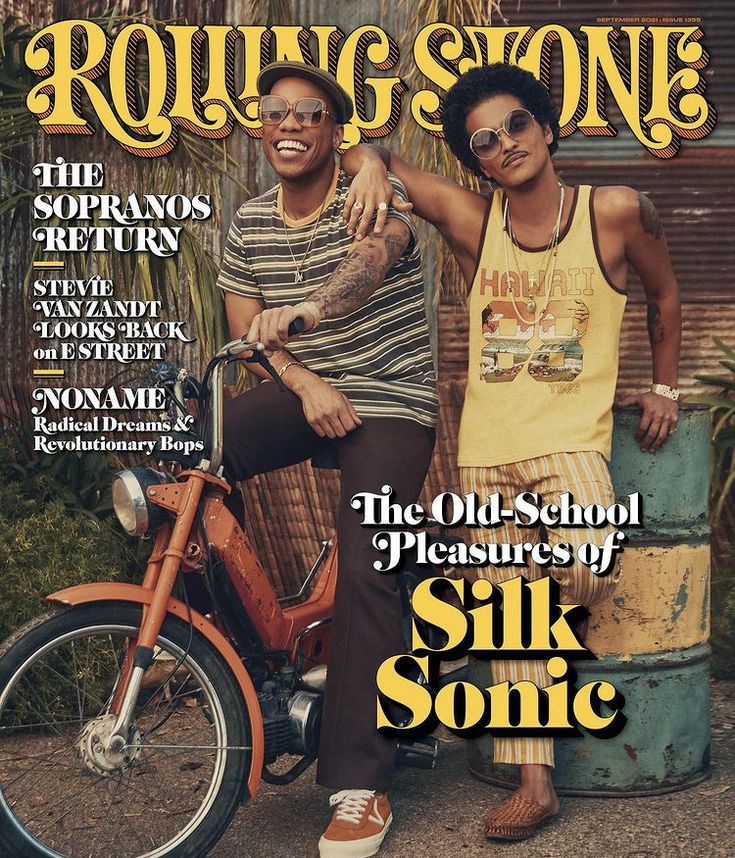 SEPTEMBER 2021 | ISSUE 1355
ROLLING STONE
THE
SOPRANOS
RETURN
STEVIE
VAN ZANDT
LOOKS BACK
on E STREET
NONAME
Radical Dreams &
Revolutionary Bops
HAWAII
88
The Old-School
Pleasures of
Silk
Sonic